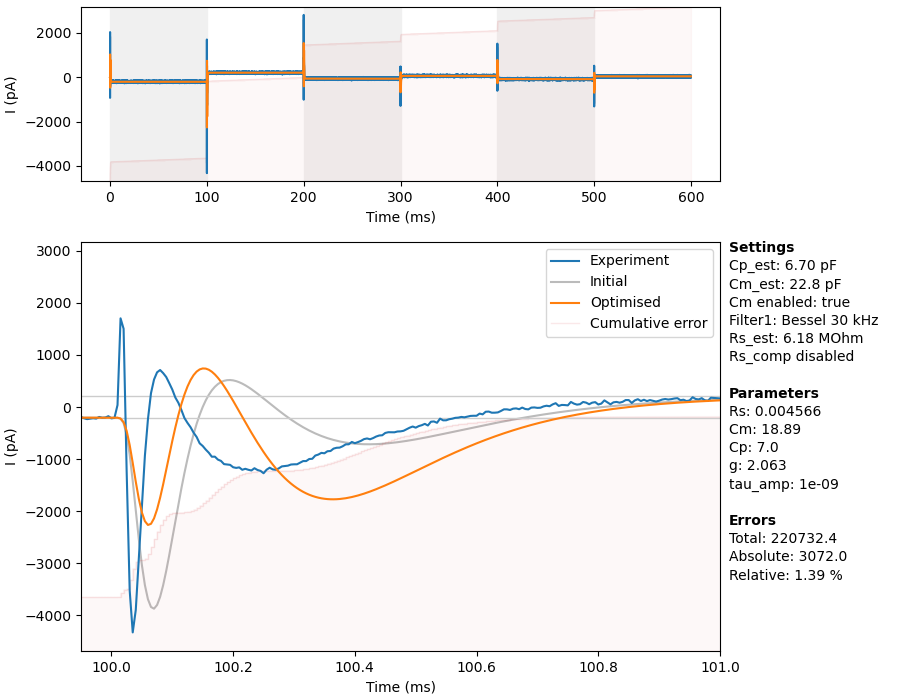 2000
0
−2000
−4000
I (pA)
0 100 200 300 400 500 600
Time (ms)
3000
2000
1000
0
−1000
−2000
−3000
−4000
I (pA)
Experiment
Initial
Optimised
Cumulative error
100.0 100.2 100.4 100.6 100.8 101.0
Time (ms)
Settings
Cp_est: 6.70 pF
Cm_est: 22.8 pF
Cm enabled: true
Filter1: Bessel 30 kHz
Rs_est: 6.18 MOhm
Rs_comp disabled
Parameters
Rs: 0.004566
Cm: 18.89
Cp: 7.0
g: 2.063
tau_amp: 1e-09
Errors
Total: 220732.4
Absolute: 3072.0
Relative: 1.39 %